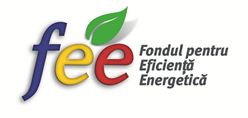 fee
Fondul pentru
Eficiență
Energetică